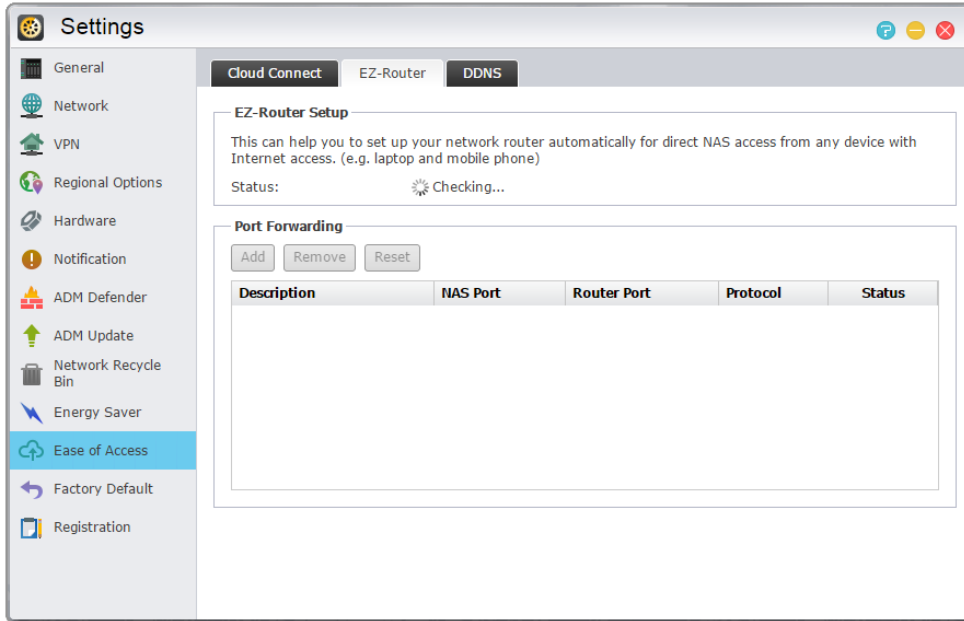 Settings
General
Network
VPN
Regional Options
Hardware
Notification
ADM Defender
ADM Update
Network Recycle
Bin
Energy Saver
Ease of Access
Factory Default
Registration
Cloud Connect EZ-Router DDNS
EZ-Router Setup
This can help you to set up your network router automatically for direct NAS access from any device with
Internet access. (e.g. laptop and mobile phone)
Status: Checking...
Port Forwarding
Add Remove Reset
Description NAS Port Router Port Protocol Status